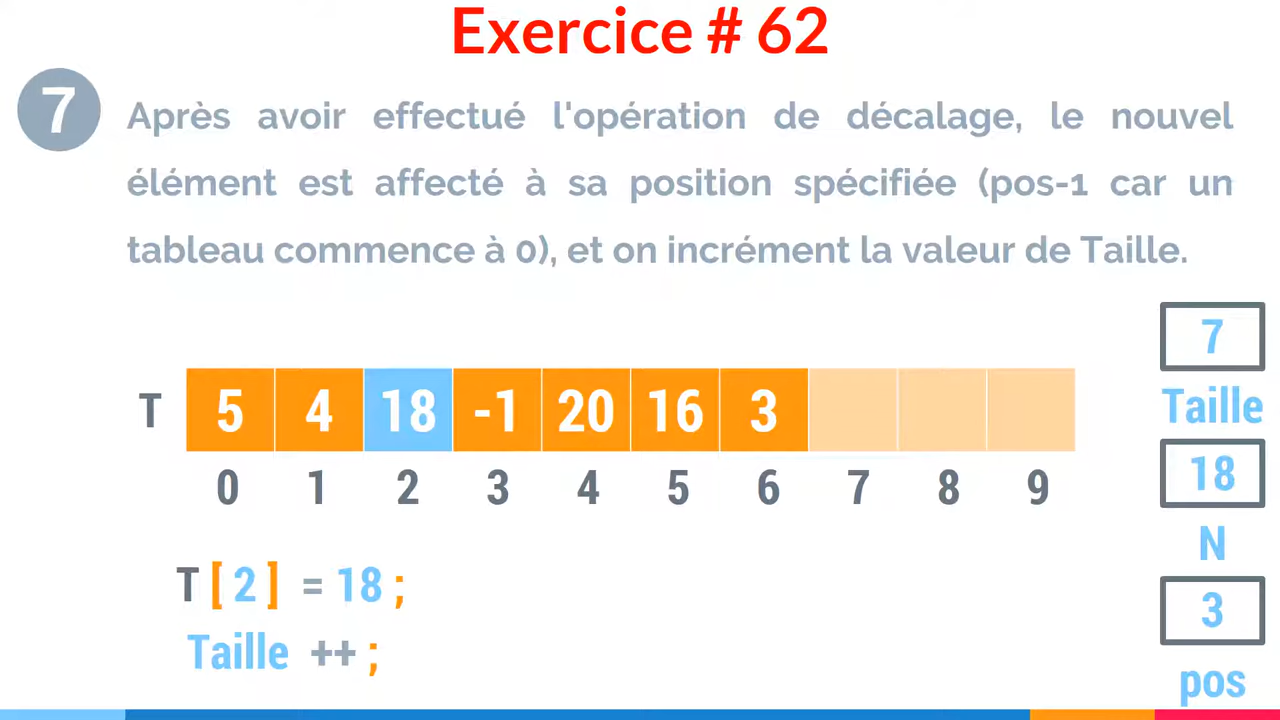 Exercice # 62
7
Après avoir effectué l'opération de décalage, le nouvel
élément est affecté à sa position spécifiée (pos-1 car un
tableau commence à 0), et on incrément la valeur de Taille.
7
Taille
T 5 4 18 -1 20 16 3
0 1 2 3 4 5 6 7 8 9
18
N
T [ 2 ] = 18 ;
Taille ++ ;
3
pos